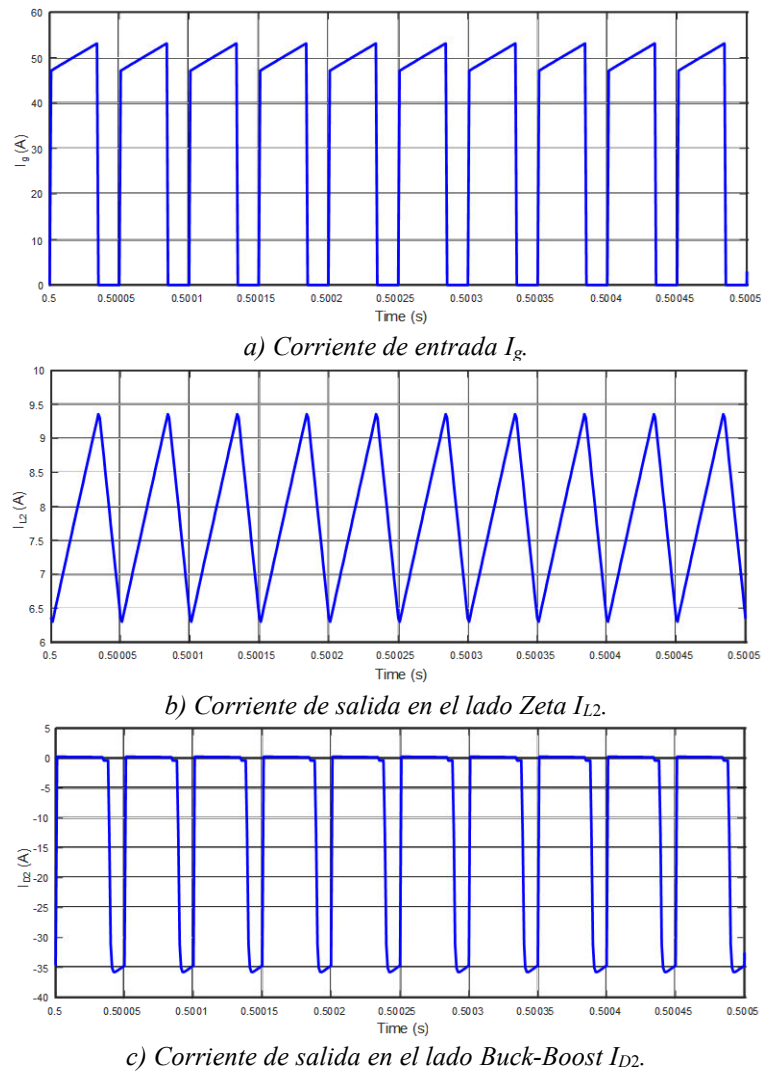 60
50
40
30
20
10
0
I_g (A)
0.5 0.50005 0.5001 0.50015 0.5002 0.50025 0.5003 0.50035 0.5004 0.50045 0.5005
Time (s)
a) Corriente de entrada I_g.
10
9.5
9
8.5
8
7.5
7
6.5
6
I_L2 (A)
0.5 0.50005 0.5001 0.50015 0.5002 0.50025 0.5003 0.50035 0.5004 0.50045 0.5005
Time (s)
b) Corriente de salida en el lado Zeta I_L2.
5
0
-5
-10
-15
-20
-25
-30
-35
-40
I_D2 (A)
0.5 0.50005 0.5001 0.50015 0.5002 0.50025 0.5003 0.50035 0.5004 0.50045 0.5005
Time (s)
c) Corriente de salida en el lado Buck-Boost I_D2.